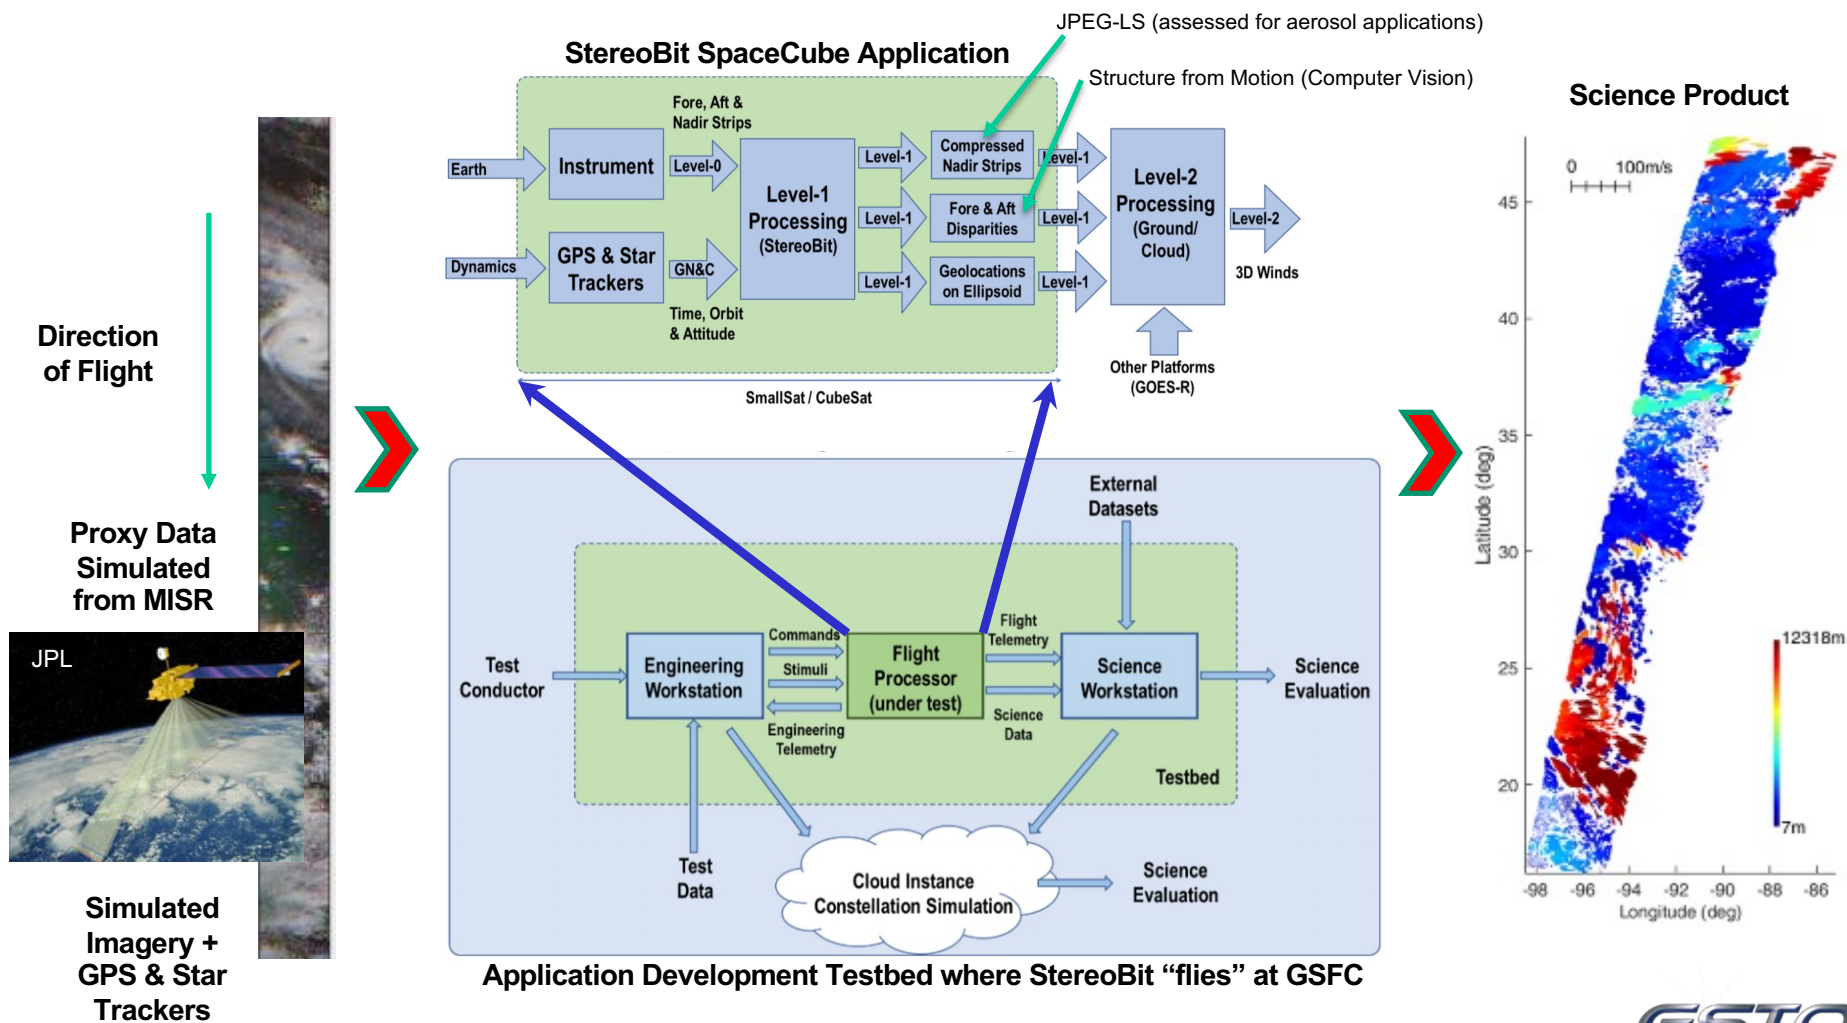 JPEG-LS (assessed for aerosol applications)
StereoBit SpaceCube Application
Structure from Motion (Computer Vision)
Science Product
Fore, Aft &
Nadir Strips
Earth
Instrument
Level-0
Level-1
Processing
(StereoBit)
Level-1
Compressed
Nadir Strips
Level-1
Level-1
Fore & Aft
Disparities
Level-1
Level-2
Processing
(Ground/
Cloud)
Level-2
3D Winds
Dynamics
GPS & Star
Trackers
GN&C
Time, Orbit
& Attitude
Level-1
Geolocations
on Ellipsoid
Level-1
Other Platforms
(GOES-R)
SmallSat / CubeSat
Direction
of Flight
Proxy Data
Simulated
from MISR
JPL
Simulated
Imagery +
GPS & Star
Trackers
External
Datasets
Test
Conductor
Engineering
Workstation
Commands
Stimuli
Engineering
Telemetry
Flight
Processor
(under test)
Flight
Telemetry
Science
Data
Science
Workstation
Science
Evaluation
Testbed
Test
Data
Cloud Instance
Constellation Simulation
Science
Evaluation
Application Development Testbed where StereoBit “flies” at GSFC
0 100m/s
45
40
35
30
25
20
Latitude (deg)
12318m
7m
-98 -96 -94 -92 -90 -88 -86
Longitude (deg)